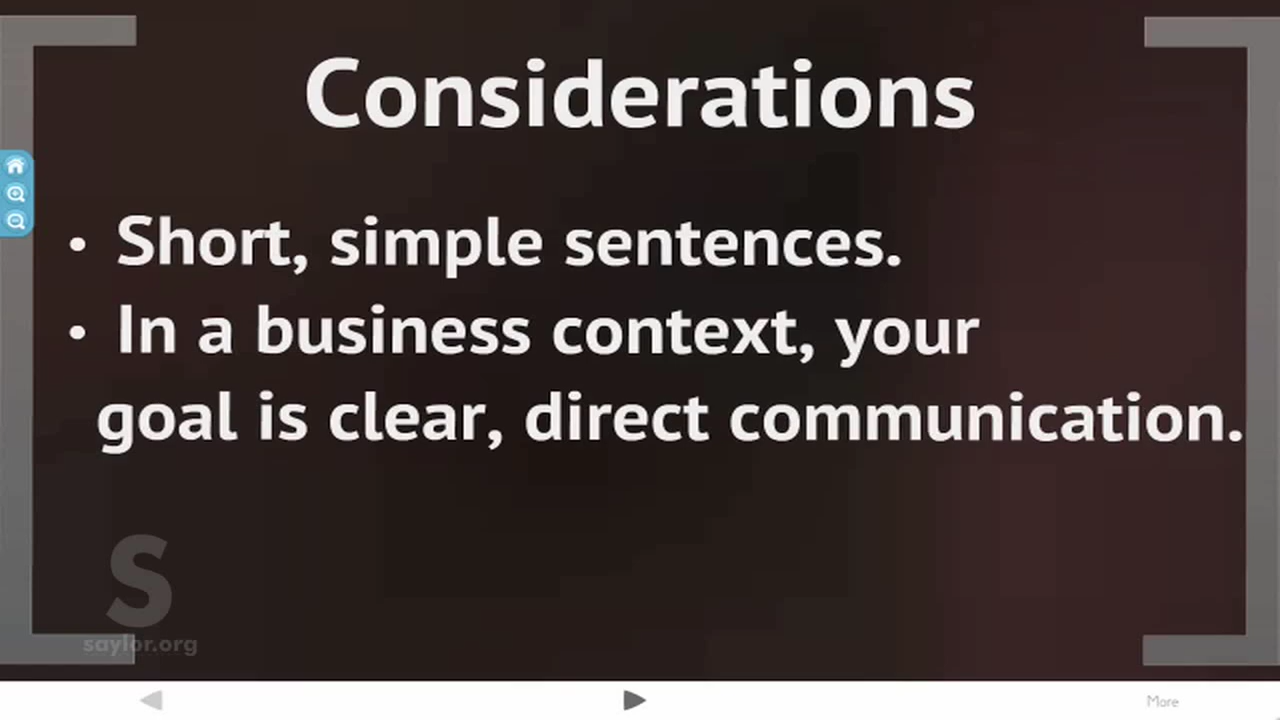 Considerations
• Short, simple sentences.
• In a business context, your
goal is clear, direct communication.
S
saylor.org
More